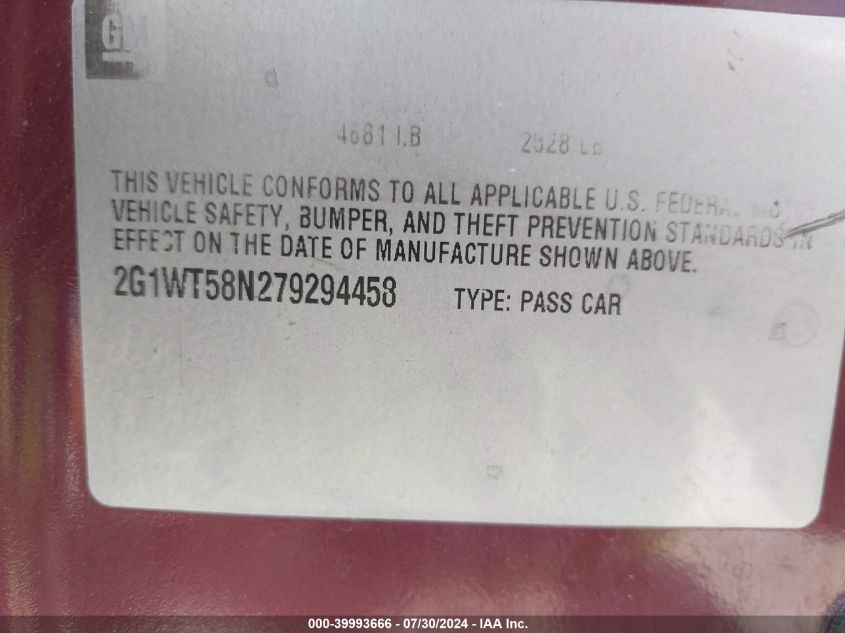 GM
4681 LB 2628 LB
THIS VEHICLE CONFORMS TO ALL APPLICABLE U.S. FEDERAL
VEHICLE SAFETY, BUMPER, AND THEFT PREVENTION STANDARDS IN
EFFECT ON THE DATE OF MANUFACTURE SHOWN ABOVE.
2G1WT58N279294458 TYPE: PASS CAR
000-39993666 - 07/30/2024 - IAA Inc.